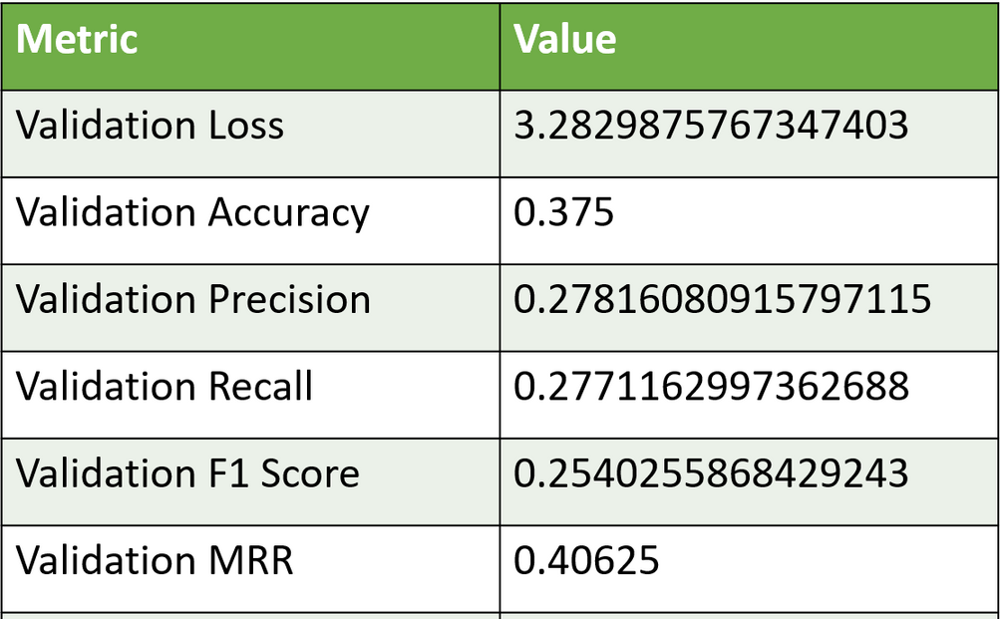 Metric Value
Validation Loss 3.2829875767347403
Validation Accuracy 0.375
Validation Precision 0.27816080915797115
Validation Recall 0.2771162997362688
Validation F1 Score 0.2540255868429243
Validation MRR 0.40625